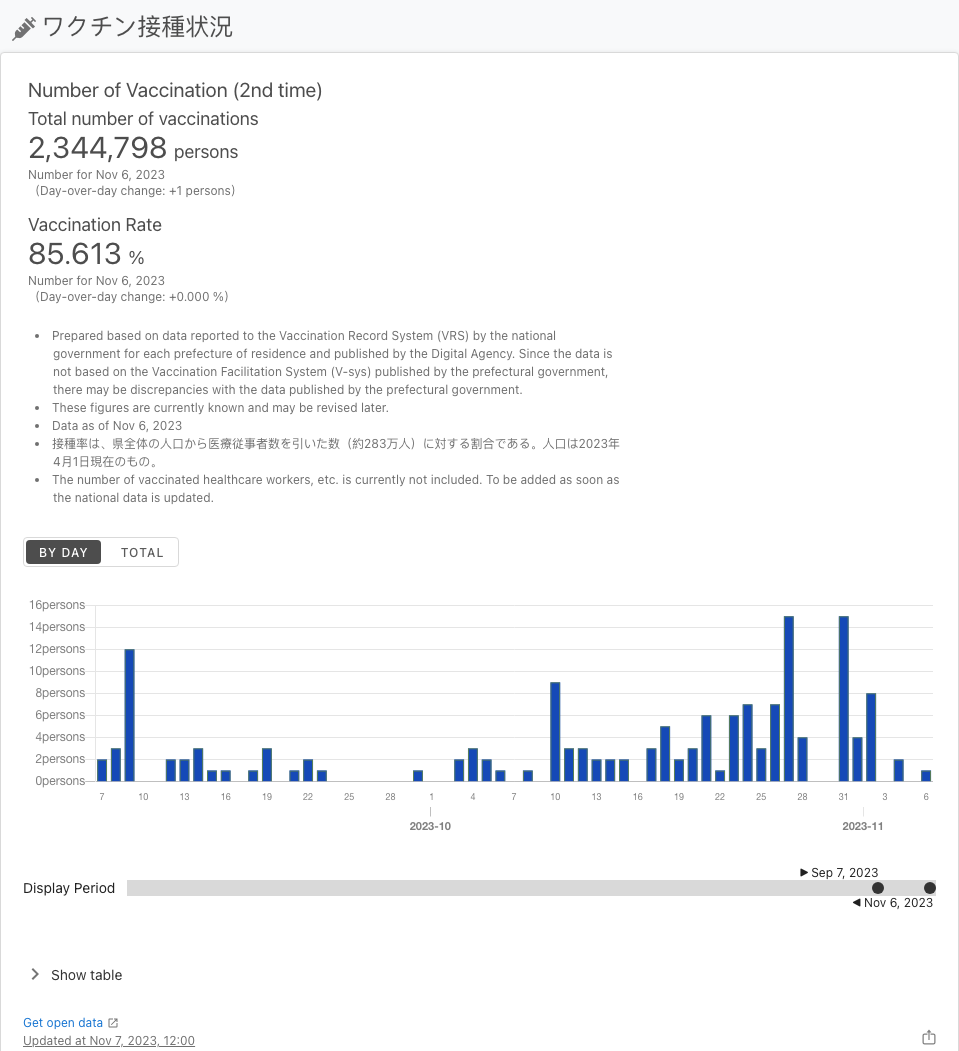 ワクチン接種状況
Number of Vaccination (2nd time)
Total number of vaccinations
2,344,798 persons
Number for Nov 6, 2023
(Day-over-day change: +1 persons)
Vaccination Rate
85.613 %
Number for Nov 6, 2023
(Day-over-day change: +0.000 %)
• Prepared based on data reported to the Vaccination Record System (VRS) by the national
government for each prefecture of residence and published by the Digital Agency. Since the data is
not based on the Vaccination Facilitation System (V-sys) published by the prefectural government,
there may be discrepancies with the data published by the prefectural government.
• These figures are currently known and may be revised later.
• Data as of Nov 6, 2023
• 接種率は、県全体の人口から医療従事者数を引いた数（約283万人）に対する割合である。人口は2023年
4月1日現在のもの。
• The number of vaccinated healthcare workers, etc. is currently not included. To be added as soon as
the national data is updated.
BY DAY TOTAL
16persons
14persons
12persons
10persons
8persons
6persons
4persons
2persons
0persons
7 10 13 16 19 22 25 28 1 4 7 10 13 16 19 22 25 28 31 3 6
2023-10 2023-11
Sep 7, 2023
Display Period
Nov 6, 2023
Show table
Get open data
Updated at Nov 7, 2023, 12:00